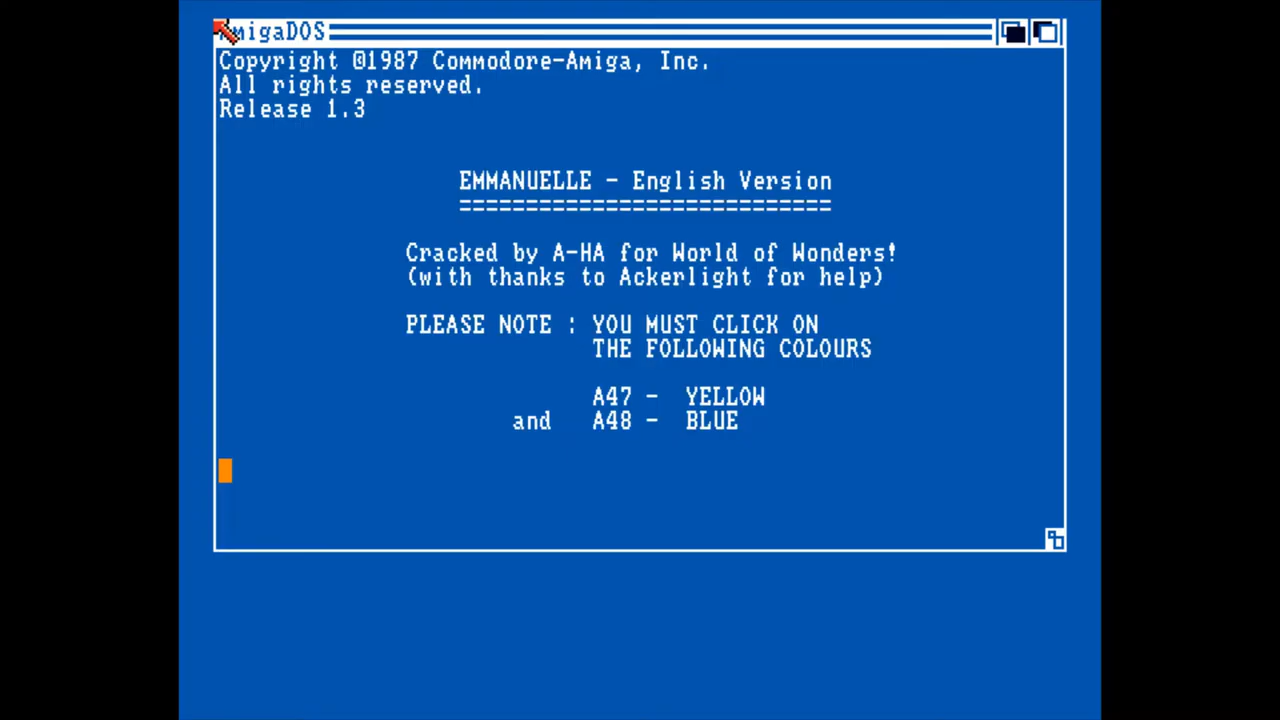 AmigaDOS
Copyright ©1987 Commodore-Amiga, Inc.
All rights reserved.
Release 1.3
EMMANUELLE - English Version
============================
Cracked by A-HA for World of Wonders!
(with thanks to Ackerlight for help)
PLEASE NOTE : YOU MUST CLICK ON
THE FOLLOWING COLOURS
A47 - YELLOW
and A48 - BLUE